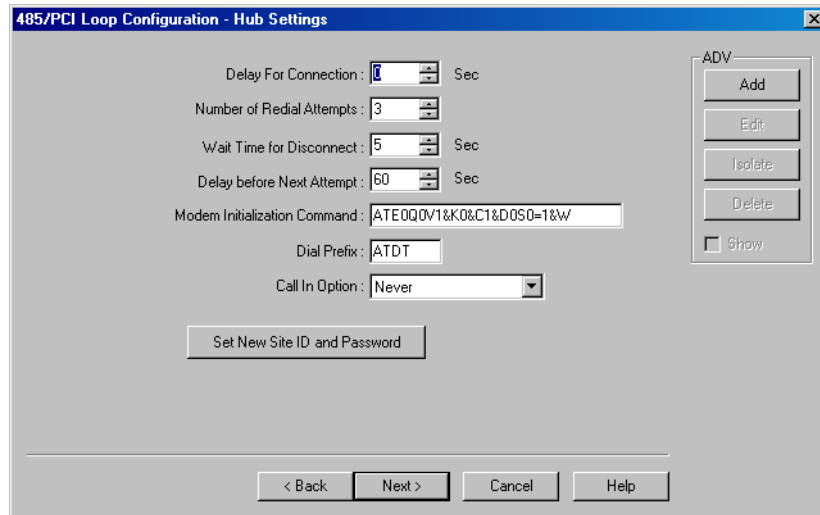 485/PCI Loop Configuration - Hub Settings
Delay For Connection : 0 Sec
Number of Redial Attempts : 3
Wait Time for Disconnect : 5 Sec
Delay before Next Attempt : 60 Sec
Modem Initialization Command : ATE0Q0V1&K0&C1&D0S0=1&W
Dial Prefix : ATDT
Call In Option : Never
Set New Site ID and Password
ADV
Add
Edit
Isolate
Delete
Show
< Back
Next >
Cancel
Help